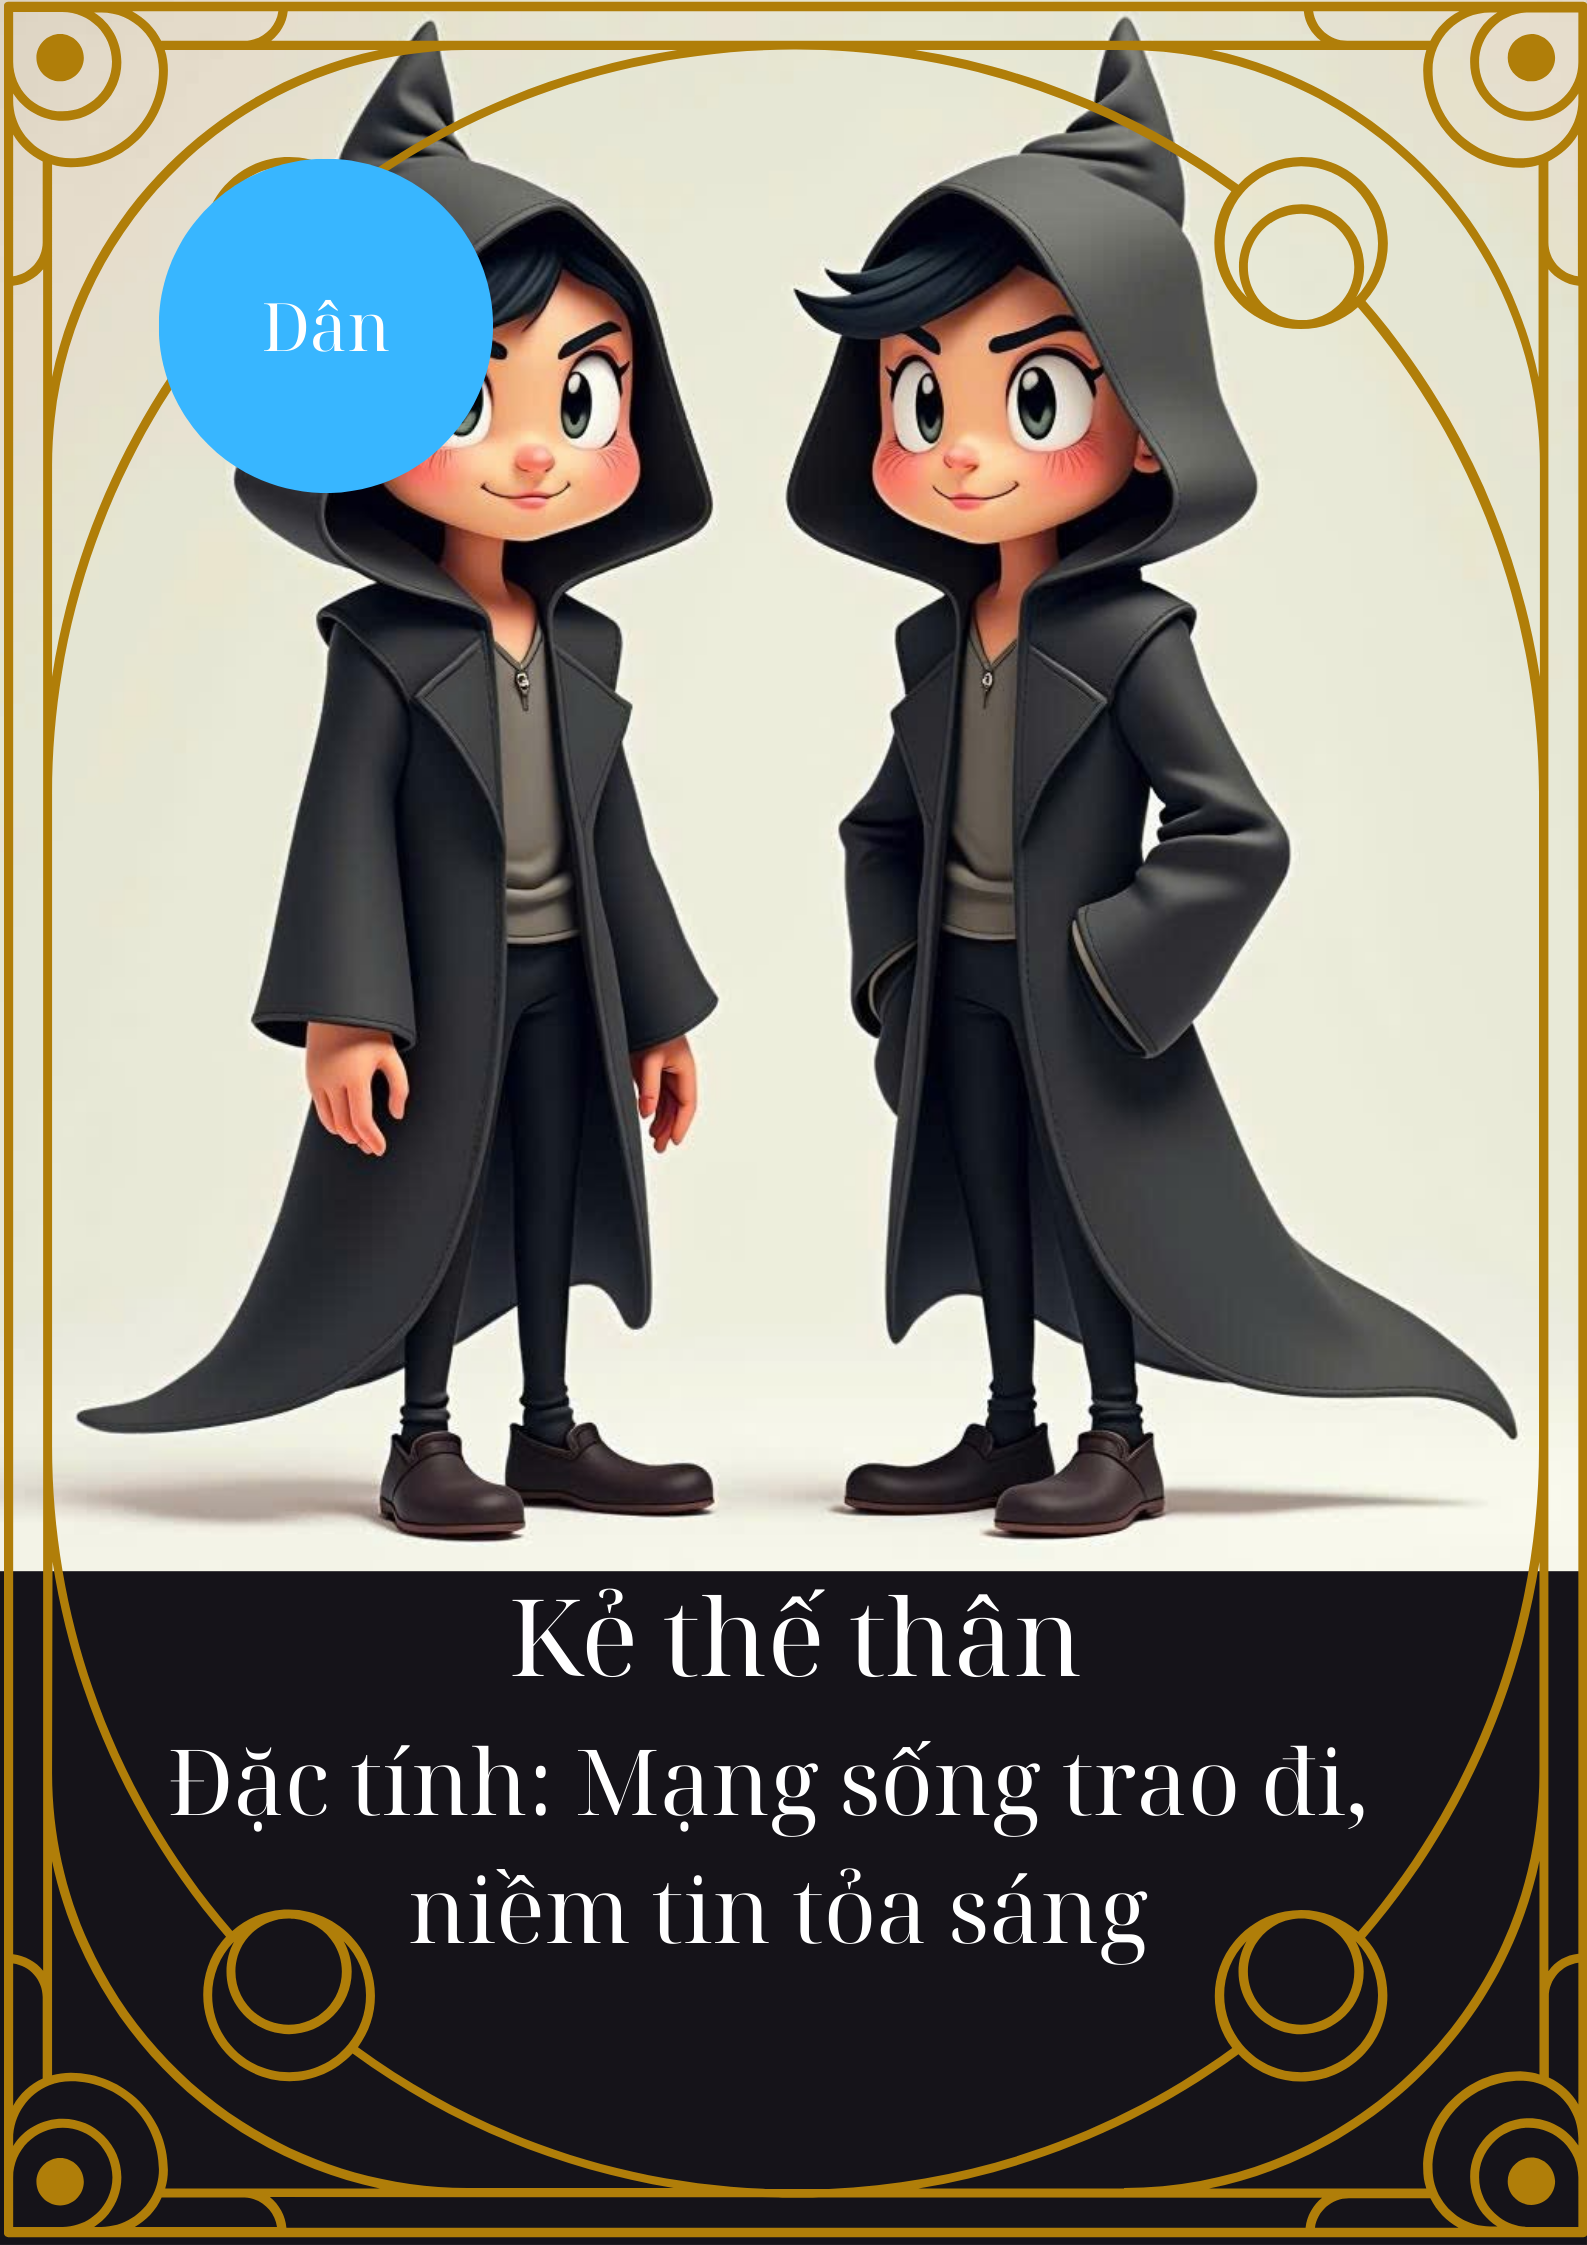 Dân
Kẻ thế thân
Đặc tính: Mạng sống trao đi,
niềm tin tỏa sáng